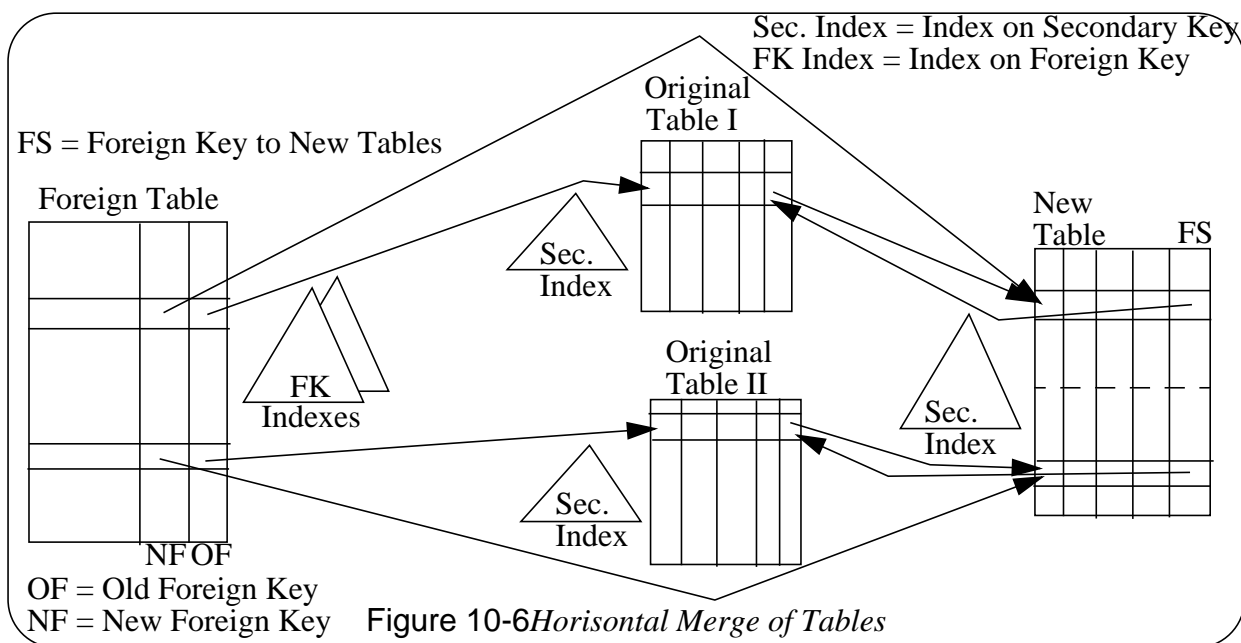 Sec. Index = Index on Secondary Key
FK Index = Index on Foreign Key
Original
Table I
FS = Foreign Key to New Tables
Foreign Table
New
Table
FS
Sec.
Index
FK
Indexes
Original
Table II
Sec.
Index
Sec.
Index
NF OF
OF = Old Foreign Key
NF = New Foreign Key
Figure 10-6Horisontal Merge of Tables